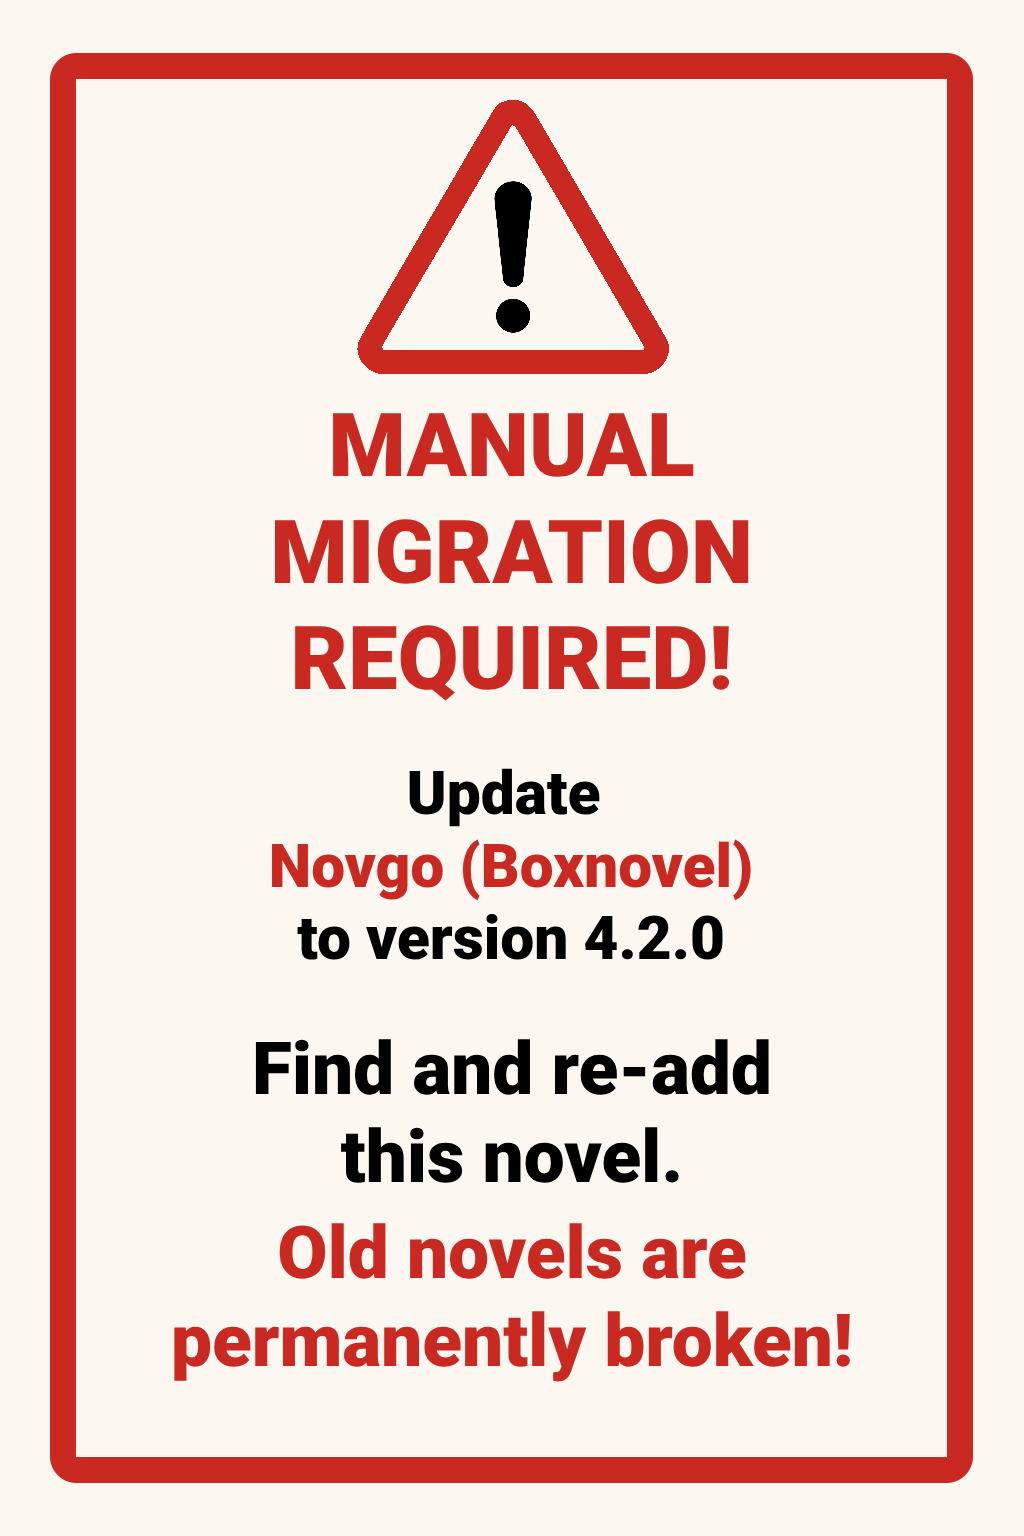 MANUAL
MIGRATION
REQUIRED!
Update
Novgo (Boxnovel)
to version 4.2.0
Find and re-add
this novel.
Old novels are
permanently broken!